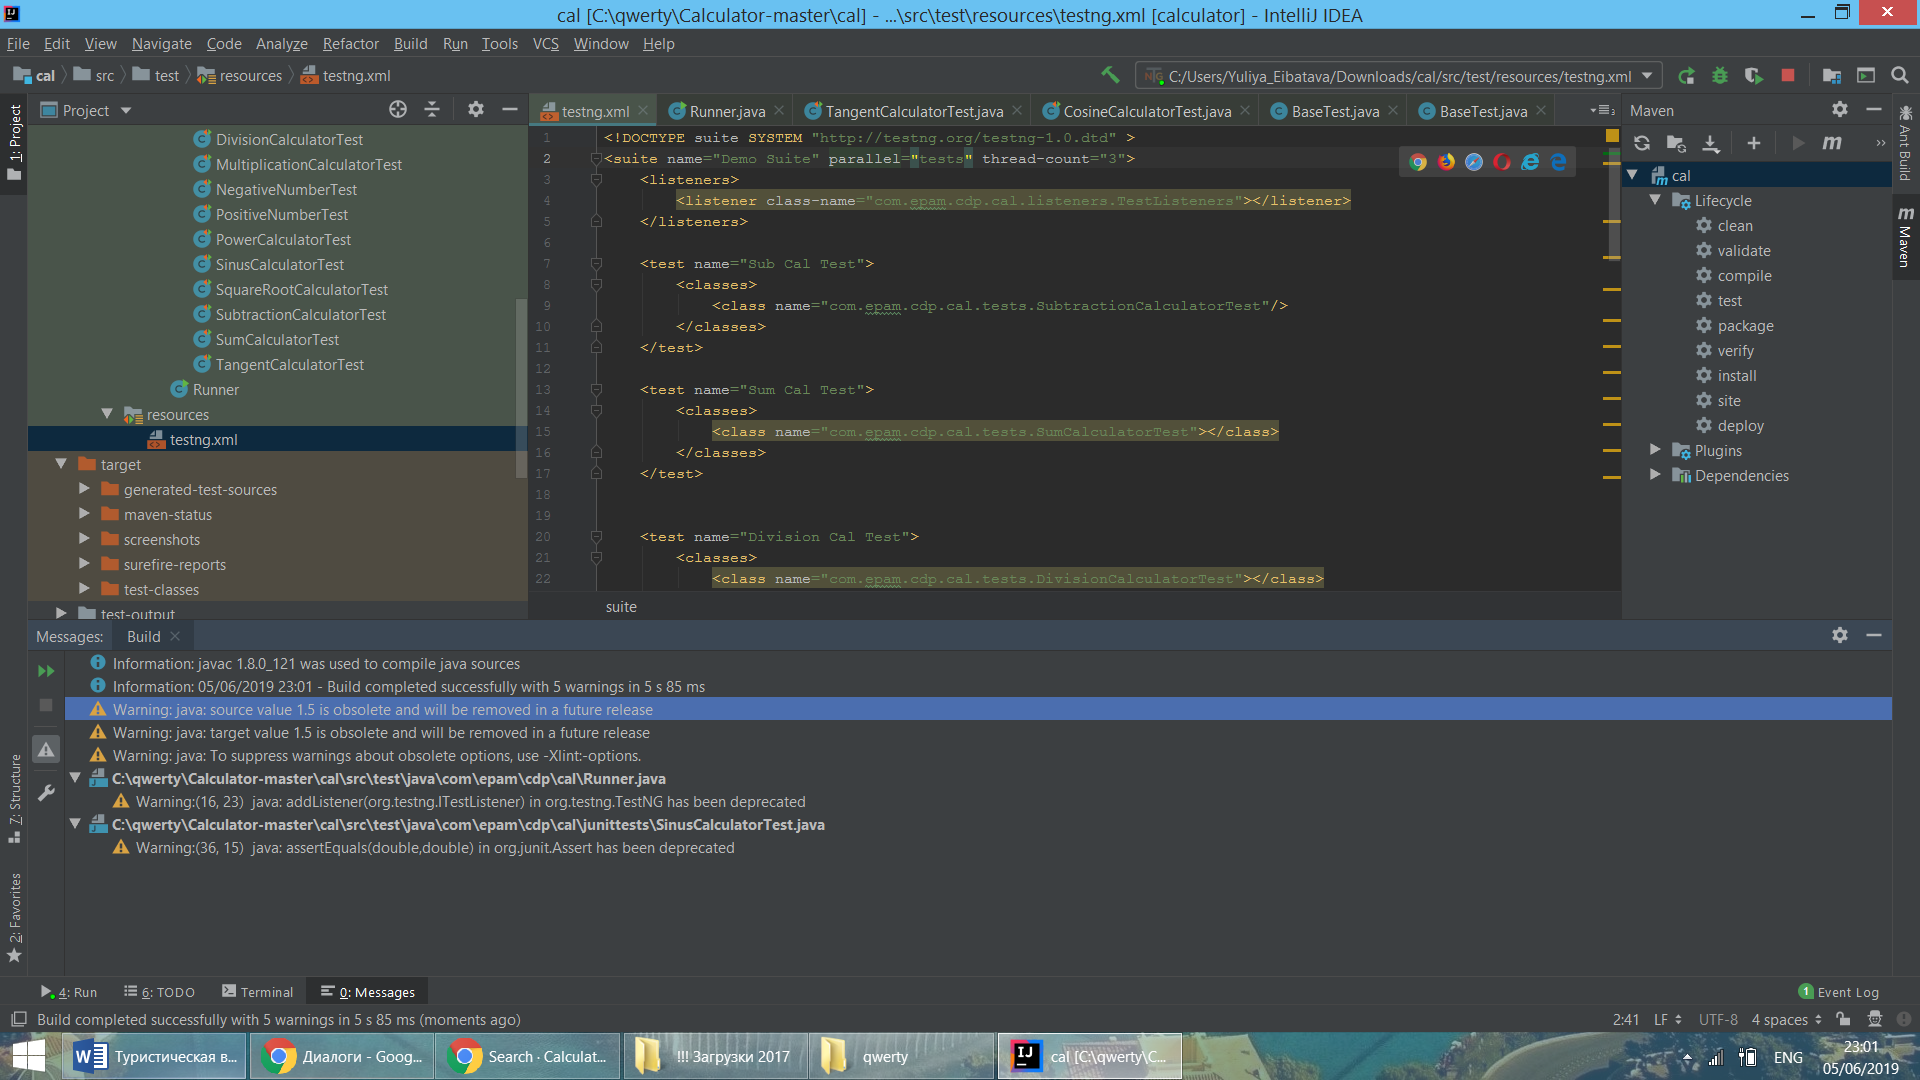 cal [C:\qwerty\Calculator-master\cal] - ...\src\test\resources\testng.xml [calculator] - IntelliJ IDEA
File Edit View Navigate Code Analyze Refactor Build Run Tools VCS Window Help
cal src test resources testng.xml
C:/Users/Yuliya_Eibatava/Downloads/cal/src/test/resources/testng.xml
1: Project
Project
DivisionCalculatorTest
MultiplicationCalculatorTest
NegativeNumberTest
PositiveNumberTest
PowerCalculatorTest
SinusCalculatorTest
SquareRootCalculatorTest
SubtractionCalculatorTest
SumCalculatorTest
TangentCalculatorTest
Runner
resources
testng.xml
target
generated-test-sources
maven-status
screenshots
surefire-reports
test-classes
test-output
testng.xml Runner.java TangentCalculatorTest.java CosineCalculatorTest.java BaseTest.java BaseTest.java
1 <!DOCTYPE suite SYSTEM "http://testng.org/testng-1.0.dtd" >
2 <suite name="Demo Suite" parallel="tests" thread-count="3">
3 <listeners>
4 <listener class-name="com.epam.cdp.cal.listeners.TestListeners"></listener>
5 </listeners>
6
7 <test name="Sub Cal Test">
8 <classes>
9 <class name="com.epam.cdp.cal.tests.SubtractionCalculatorTest"/>
10 </classes>
11 </test>
12
13 <test name="Sum Cal Test">
14 <classes>
15 <class name="com.epam.cdp.cal.tests.SumCalculatorTest"></class>
16 </classes>
17 </test>
18
19
20 <test name="Division Cal Test">
21 <classes>
22 <class name="com.epam.cdp.cal.tests.DivisionCalculatorTest"></class>
suite
Maven
cal
Lifecycle
clean
validate
compile
test
package
verify
install
site
deploy
Plugins
Dependencies
Ant Build
Maven
Messages: Build
Information: javac 1.8.0_121 was used to compile java sources
Information: 05/06/2019 23:01 - Build completed successfully with 5 warnings in 5 s 85 ms
Warning: java: source value 1.5 is obsolete and will be removed in a future release
Warning: java: target value 1.5 is obsolete and will be removed in a future release
Warning: java: To suppress warnings about obsolete options, use -Xlint:-options.
C:\qwerty\Calculator-master\cal\src\test\java\com\epam\cdp\cal\Runner.java
Warning:(16, 23) java: addListener(org.testng.ITestListener) in org.testng.TestNG has been deprecated
C:\qwerty\Calculator-master\cal\src\test\java\com\epam\cdp\cal\junittests\SinusCalculatorTest.java
Warning:(36, 15) java: assertEquals(double,double) in org.junit.Assert has been deprecated
7: Structure
2: Favorites
4: Run 6: TODO Terminal 0: Messages
1 Event Log
Build completed successfully with 5 warnings in 5 s 85 ms (moments ago)
2:41 LF UTF-8 4 spaces
Туристическая в... Диалоги - Goog... Search · Calculat... !!! Загрузки 2017 qwerty cal [C:\qwerty\C...
ENG
23:01
05/06/2019